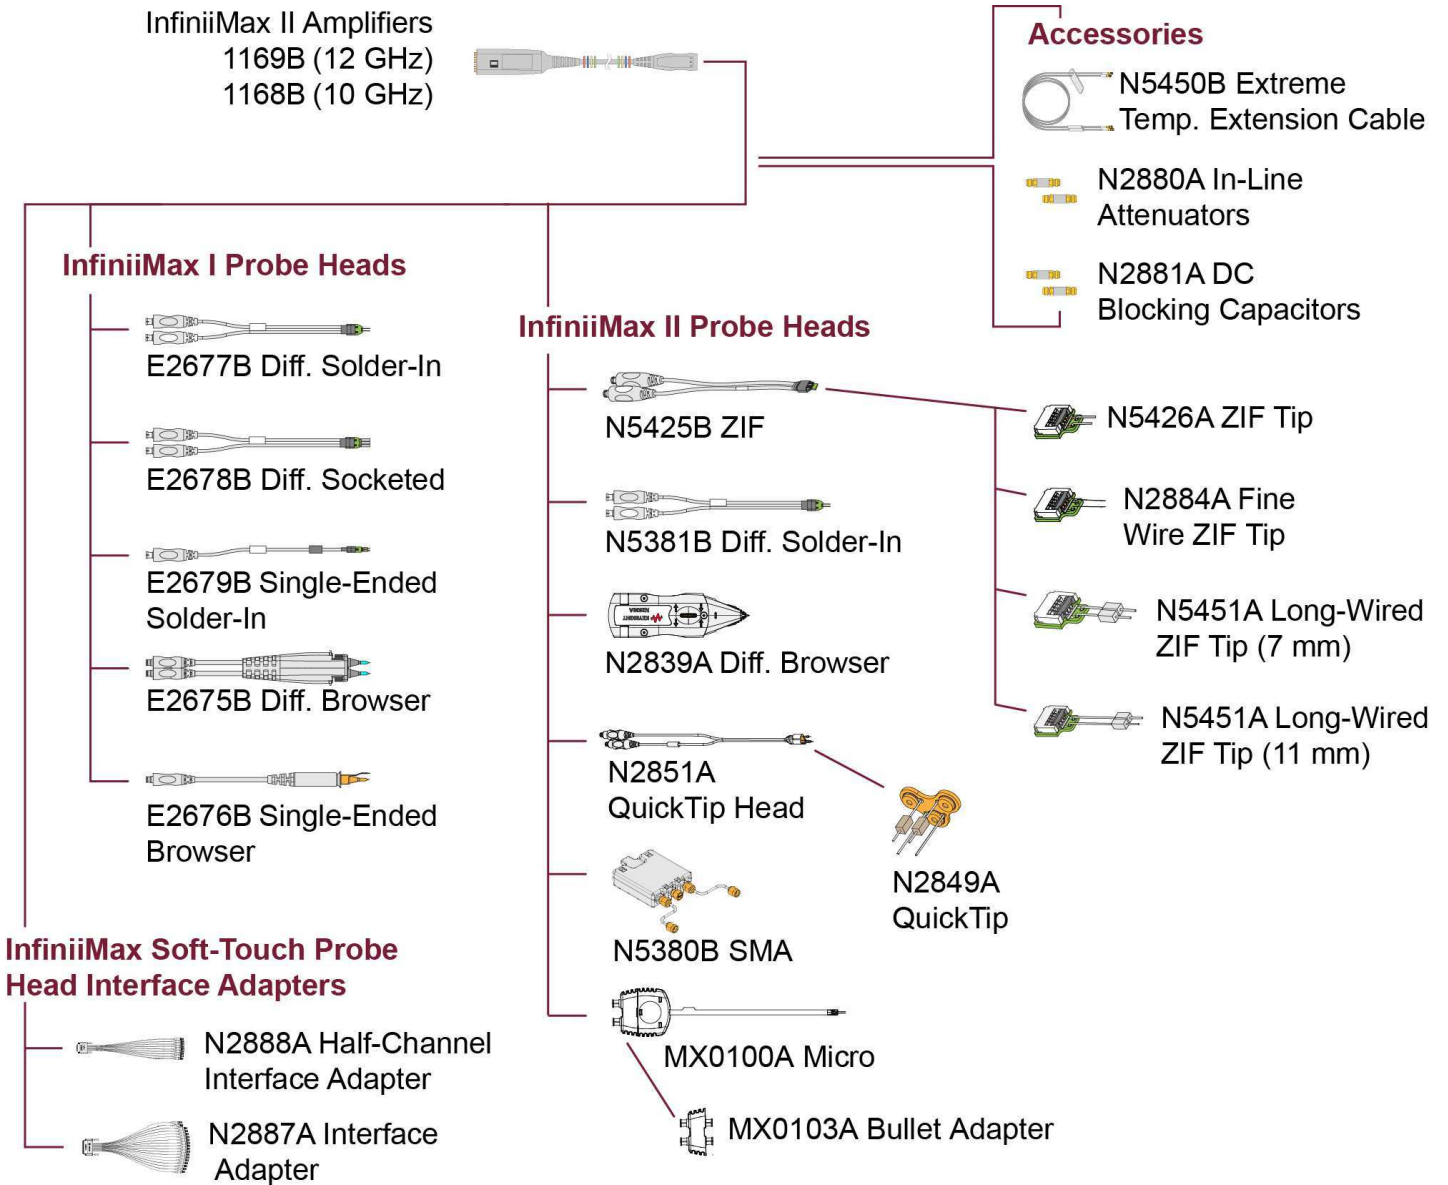 InfiniiMax II Amplifiers
1169B (12 GHz)
1168B (10 GHz)
Accessories
N5450B Extreme
Temp. Extension Cable
N2880A In-Line
Attenuators
N2881A DC
Blocking Capacitors
InfiniiMax I Probe Heads
E2677B Diff. Solder-In
E2678B Diff. Socketed
E2679B Single-Ended
Solder-In
E2675B Diff. Browser
E2676B Single-Ended
Browser
InfiniiMax II Probe Heads
N5425B ZIF
N5381B Diff. Solder-In
KEYSIGHT
N2839A Diff. Browser
N2851A
QuickTip Head
N2849A
QuickTip
N5380B SMA
MX0100A Micro
MX0103A Bullet Adapter
N5426A ZIF Tip
N2884A Fine
Wire ZIF Tip
N5451A Long-Wired
ZIF Tip (7 mm)
N5451A Long-Wired
ZIF Tip (11 mm)
InfiniiMax Soft-Touch Probe
Head Interface Adapters
N2888A Half-Channel
Interface Adapter
N2887A Interface
Adapter